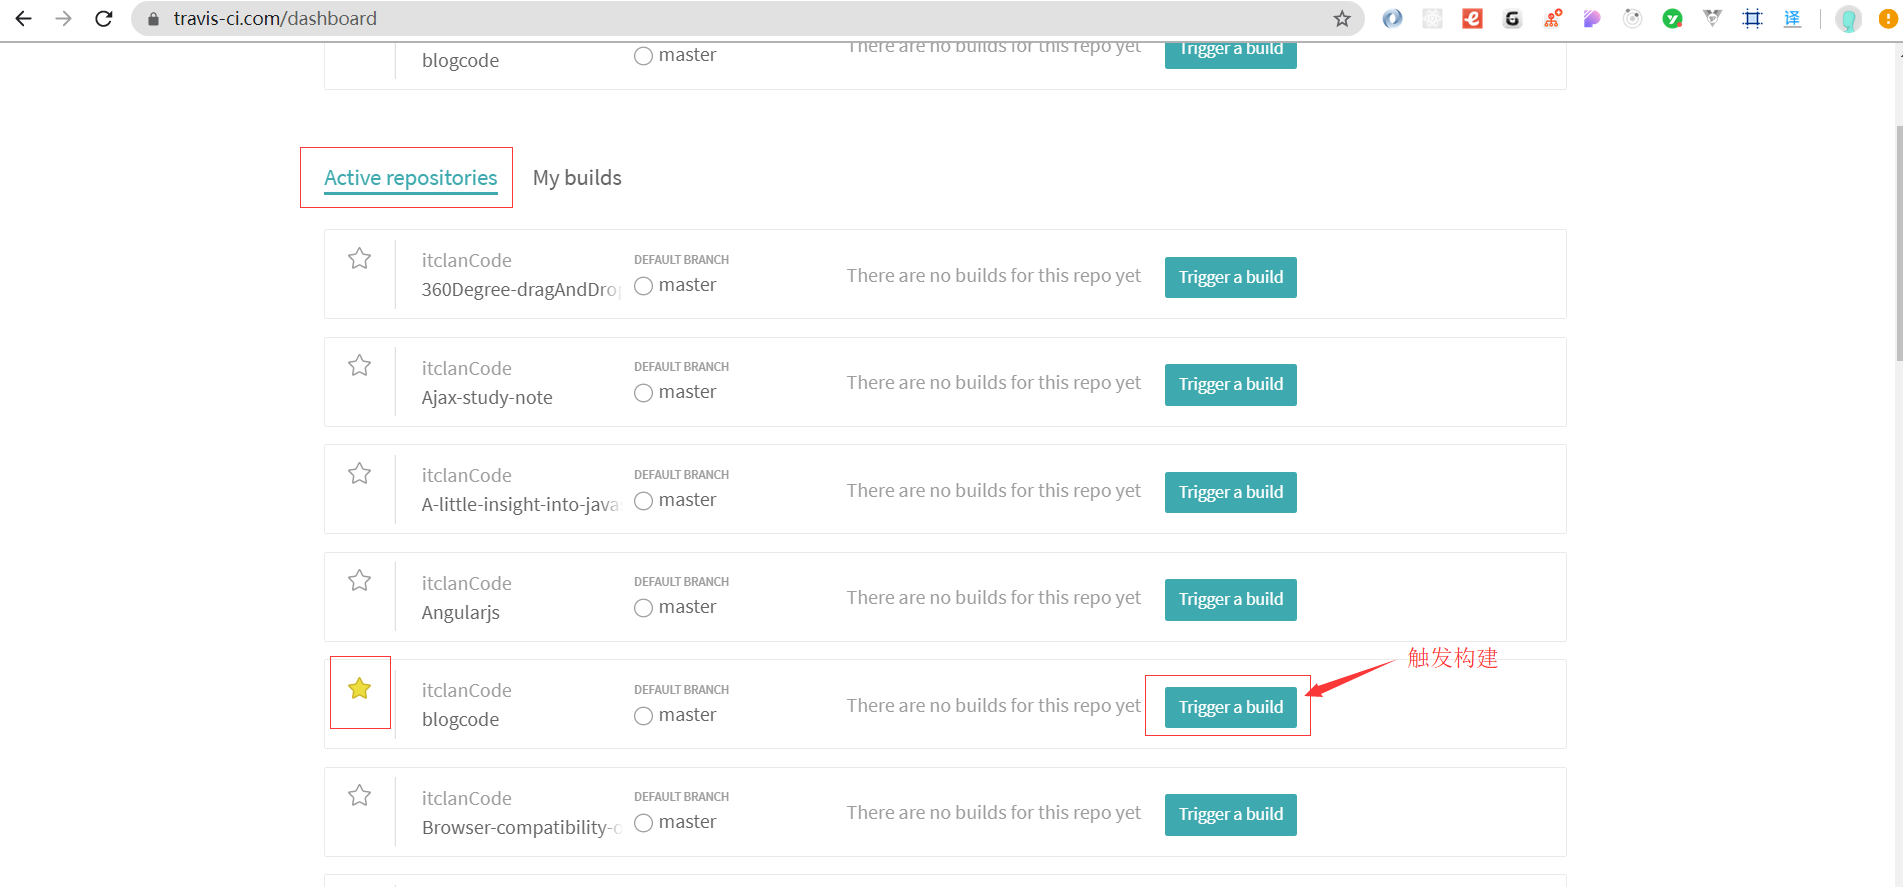 travis-ci.com/dashboard
blogcode
master
There are no builds for this repo yet
Trigger a build
Active repositories
My builds
itclanCode
360Degree-dragAndDrop
DEFAULT BRANCH
master
There are no builds for this repo yet
Trigger a build
itclanCode
Ajax-study-note
DEFAULT BRANCH
master
There are no builds for this repo yet
Trigger a build
itclanCode
A-little-insight-into-javas
DEFAULT BRANCH
master
There are no builds for this repo yet
Trigger a build
itclanCode
Angularjs
DEFAULT BRANCH
master
There are no builds for this repo yet
Trigger a build
触发构建
itclanCode
blogcode
DEFAULT BRANCH
master
There are no builds for this repo yet
Trigger a build
itclanCode
Browser-compatibility-o
DEFAULT BRANCH
master
There are no builds for this repo yet
Trigger a build
译